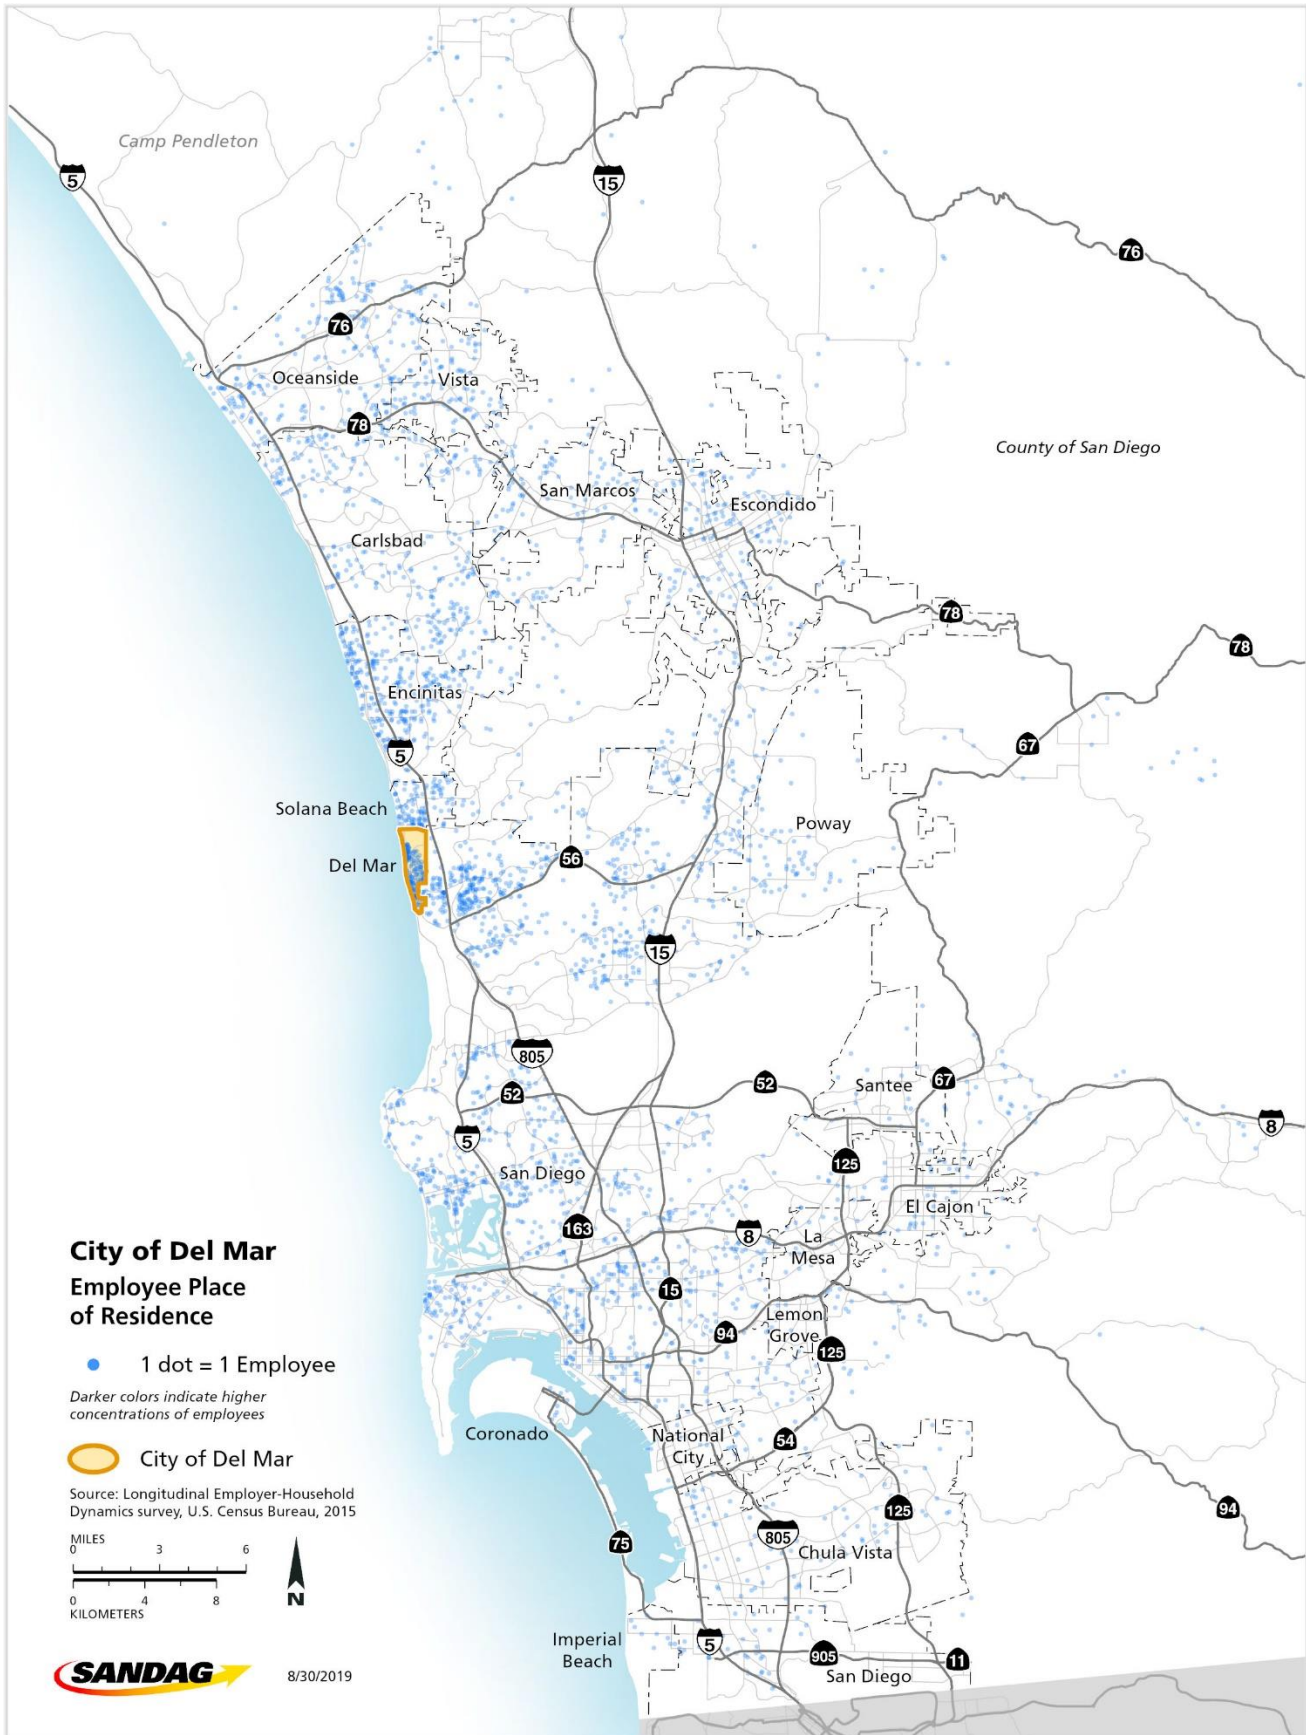 Camp Pendleton
5
15
76
76
Oceanside
Vista
78
County of San Diego
San Marcos
Escondido
Carlsbad
78
78
Encinitas
67
5
Solana Beach
Poway
Del Mar
56
15
805
52
52
Santee
67
5
8
125
San Diego
El Cajon
163
8
La
Mesa
15
94
Lemon
Grove
125
Coronado
National
City
54
125
94
75
805
Chula Vista
Imperial
Beach
5
905
San Diego
11
City of Del Mar
Employee Place
of Residence
1 dot = 1 Employee
Darker colors indicate higher
concentrations of employees
City of Del Mar
Source: Longitudinal Employer-Household
Dynamics survey, U.S. Census Bureau, 2015
MILES
0 3 6
0 4 8
KILOMETERS
N
SANDAG
8/30/2019